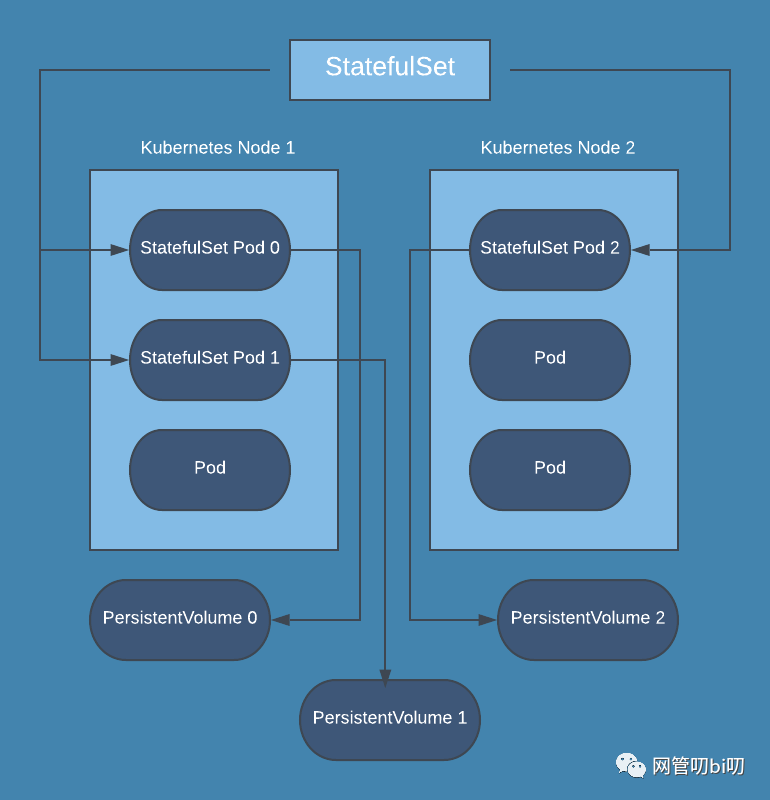 StatefulSet
Kubernetes Node 1
Kubernetes Node 2
StatefulSet Pod 0
StatefulSet Pod 2
StatefulSet Pod 1
Pod
Pod
Pod
PersistentVolume 0
PersistentVolume 2
PersistentVolume 1
网管叨bi叨